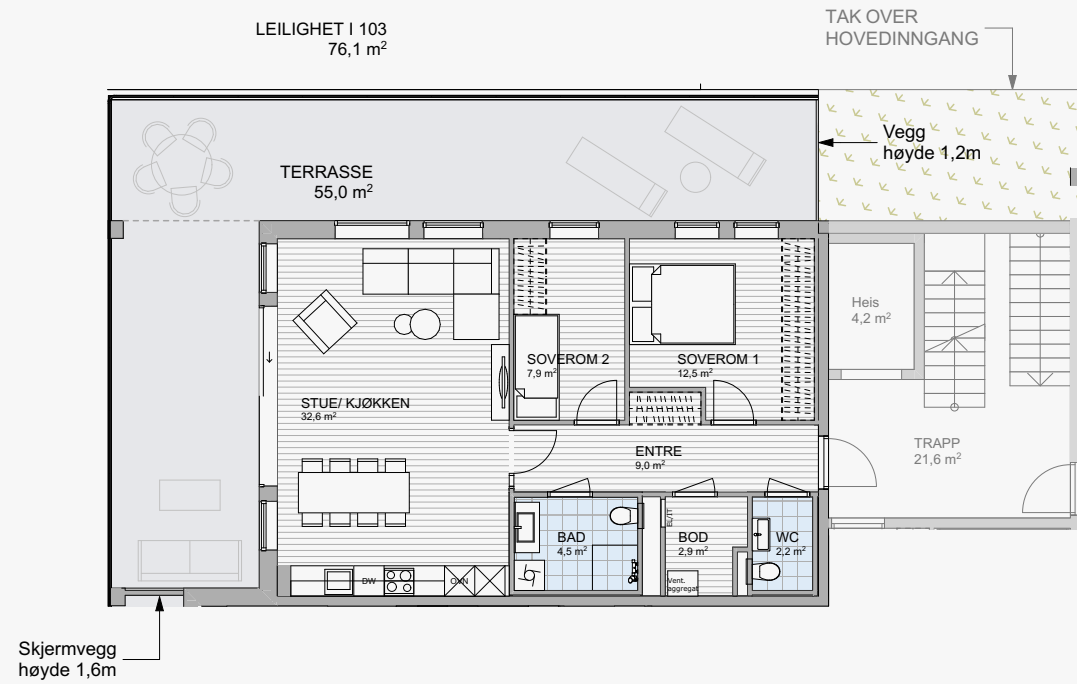 LEILIGHET I 103
76,1 m²
TAK OVER
HOVEDINNGANG
Vegg
høyde 1,2m
TERRASSE
55,0 m²
Heis
4,2 m²
SOVEROM 2
7,9 m²
SOVEROM 1
12,5 m²
STUE/ KJØKKEN
32,6 m²
ENTRE
9,0 m²
TRAPP
21,6 m²
EL/IT
BAD
4,5 m²
BOD
2,9 m²
WC
2,2 m²
DW
OVN
Vent.
aggregat
Skjermvegg
høyde 1,6m